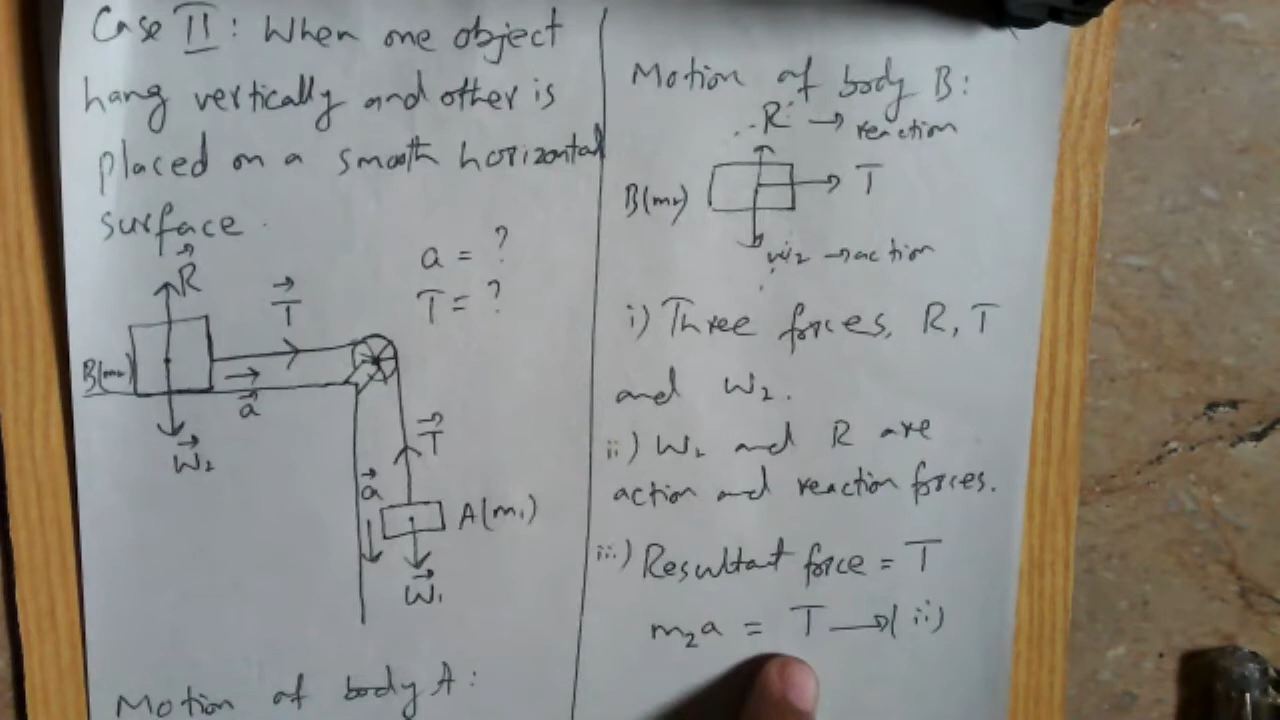 Case II: When one object
hang vertically and other is
placed on a smooth horizontal
surface.
a = ?
T = ?
R
T
B(m₂)
a
W₂
T
a
A(m₁)
W₁
Motion of body A:
Motion of body B:
R → reaction
B(m₂)
T
W₂ → action
i) Three forces, R, T
and W₂.
ii) W₂ and R are
action and reaction forces.
iii) Resultant force = T
m₂a = T → (ii)